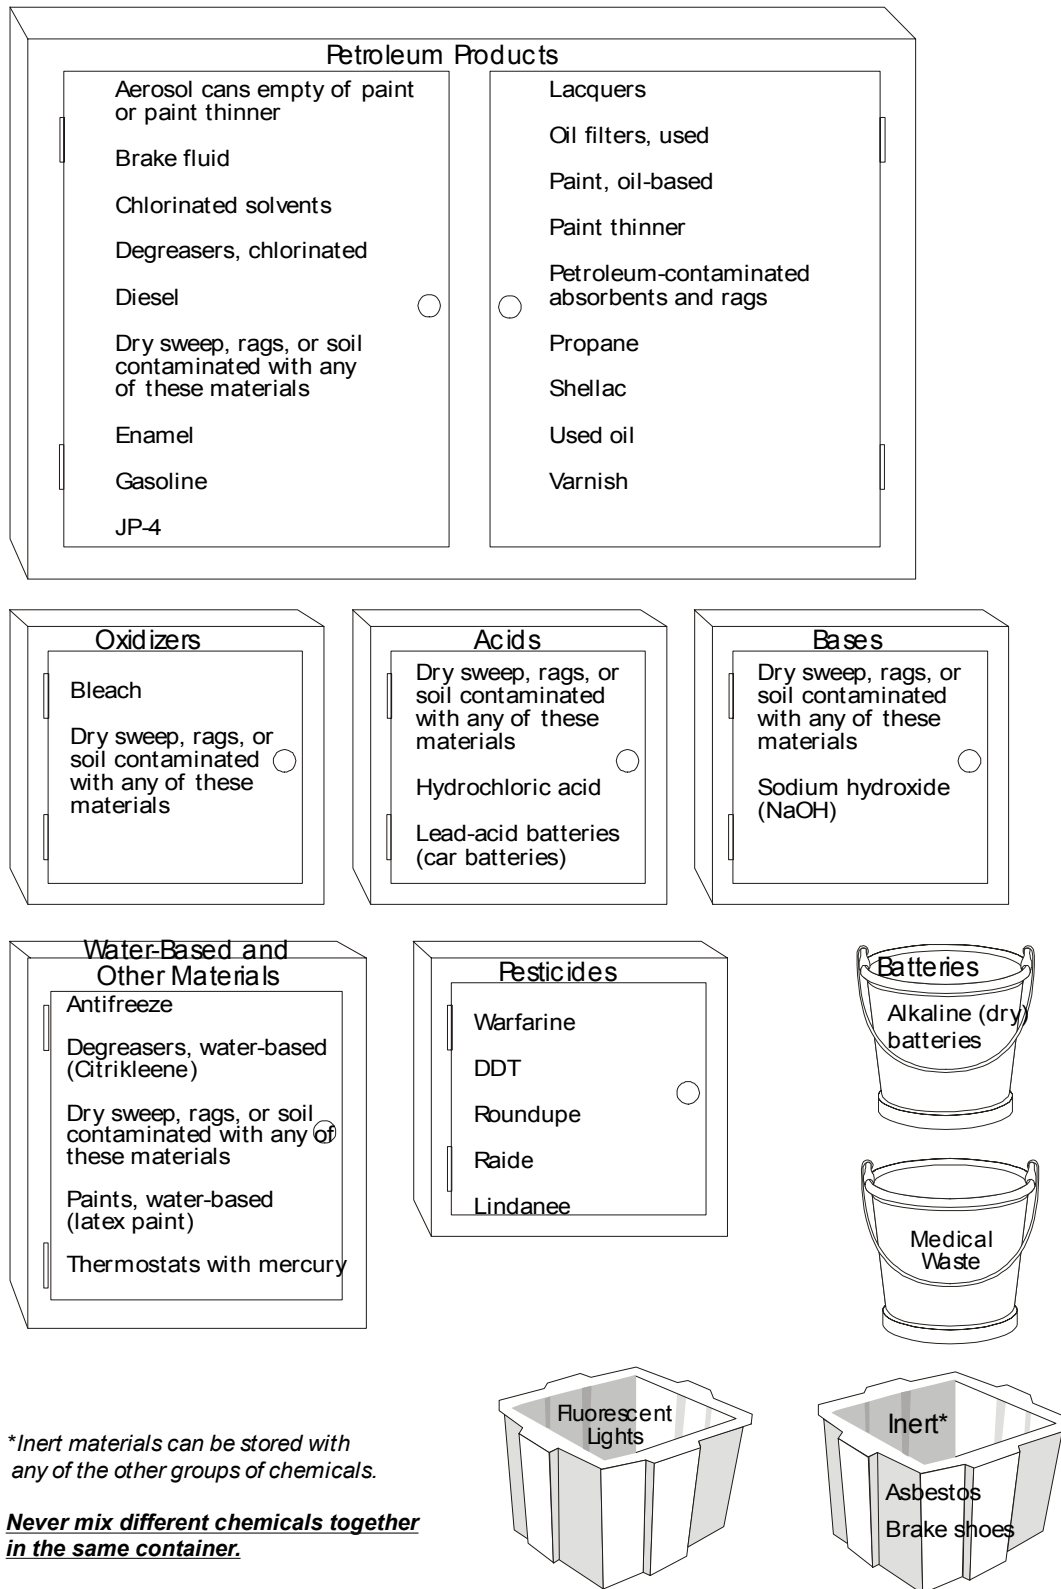 Petroleum Products
Aerosol cans empty of paint
or paint thinner
Brake fluid
Chlorinated solvents
Degreasers, chlorinated
Diesel
Dry sweep, rags, or soil
contaminated with any
of these materials
Enamel
Gasoline
JP-4
Lacquers
Oil filters, used
Paint, oil-based
Paint thinner
Petroleum-contaminated
absorbents and rags
Propane
Shellac
Used oil
Varnish
Oxidizers
Bleach
Dry sweep, rags, or
soil contaminated
with any of these
materials
Acids
Dry sweep, rags, or
soil contaminated
with any of these
materials
Hydrochloric acid
Lead-acid batteries
(car batteries)
Bases
Dry sweep, rags, or
soil contaminated
with any of these
materials
Sodium hydroxide
(NaOH)
Water-Based and
Other Materials
Antifreeze
Degreasers, water-based
(Citrikleene)
Dry sweep, rags, or soil
contaminated with any of
these materials
Paints, water-based
(latex paint)
Thermostats with mercury
Pesticides
Warfarine
DDT
Roundupe
Raide
Lindanee
Batteries
Alkaline (dry)
batteries
Medical
Waste
Fluorescent
Lights
Inert*
Asbestos
Brake shoes
*Inert materials can be stored with
any of the other groups of chemicals.
Never mix different chemicals together
in the same container.